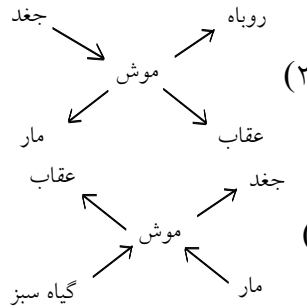 جغد روباه
موش
(۲
مار عقاب
عقاب جغد
موش
(
گیاه سبز مار